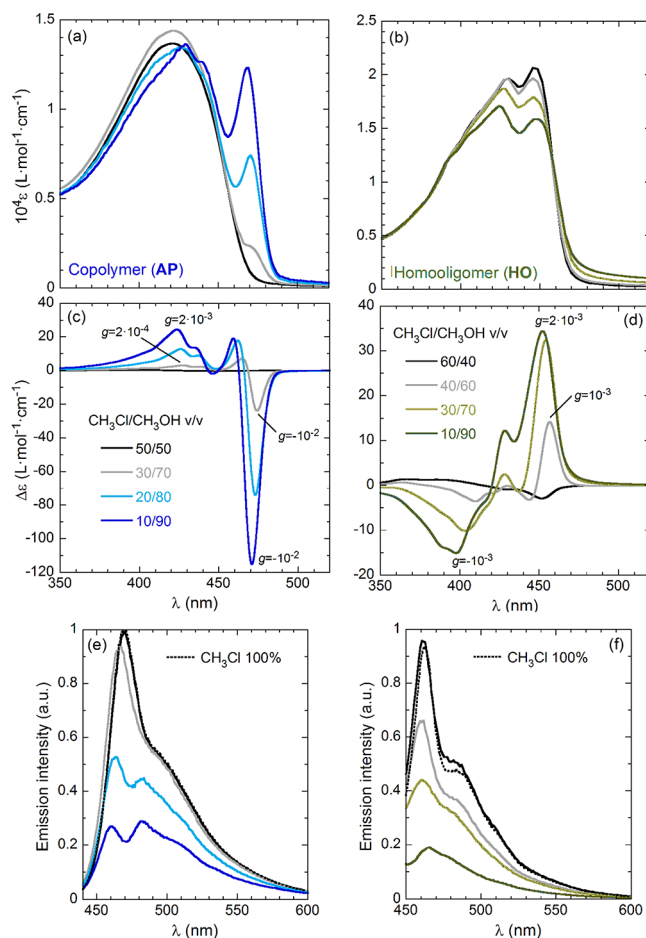 (a)
(b)
10⁴ε (L·mol⁻¹·cm⁻¹)
1.5
1
0.5
0
2.5
2
1.5
1
0.5
0
Copolymer (AP)
Homooligomer (HO)
(c)
(d)
Δε (L·mol⁻¹·cm⁻¹)
40
20
0
-20
-40
-60
-80
-100
-120
g=2·10⁻³
g=2·10⁻⁴
g=-10⁻²
g=-10⁻²
CH₃Cl/CH₃OH v/v
50/50
30/70
20/80
10/90
350 400 450 500
λ (nm)
40
30
20
10
0
-10
-20
CH₃Cl/CH₃OH v/v
60/40
40/60
30/70
10/90
g=2·10⁻³
g=10⁻³
g=-10⁻³
350 400 450 500
λ (nm)
(e)
(f)
Emission intensity (a.u.)
1
0.8
0.6
0.4
0.2
0
CH₃Cl 100%
450 500 550 600
λ (nm)
Emission intensity (a.u.)
1
0.8
0.6
0.4
0.2
0
CH₃Cl 100%
450 500 550 600
λ (nm)